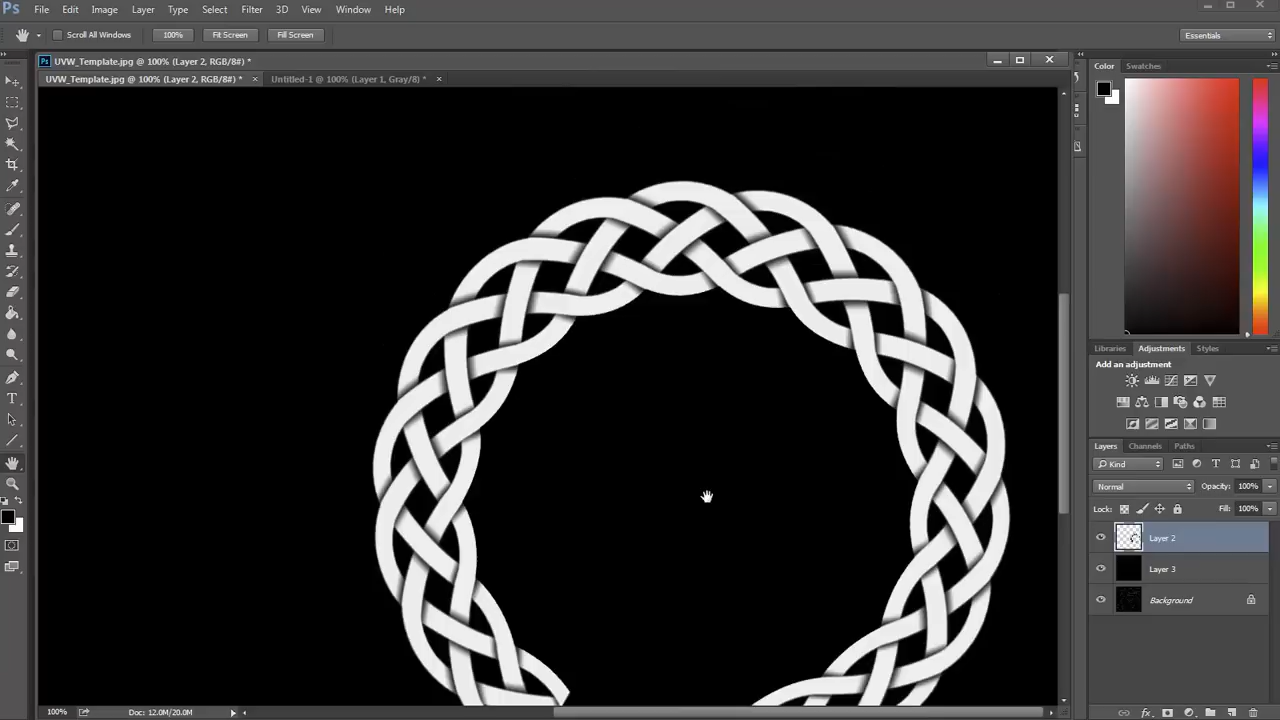 Ps File Edit Image Layer Type Select Filter 3D View Window Help
Scroll All Windows 100% Fit Screen Fill Screen Essentials
Ps UVW_Template.jpg @ 100% (Layer 2, RGB/8#) *
UVW_Template.jpg @ 100% (Layer 2, RGB/8#) * × Untitled-1 @ 100% (Layer 1, Gray/8) * ×
Color Swatches
Libraries Adjustments Styles
Add an adjustment
Layers Channels Paths
Kind
Normal Opacity: 100%
Lock: Fill: 100%
Layer 2
Layer 3
Background
100% Doc: 12.0M/20.0M